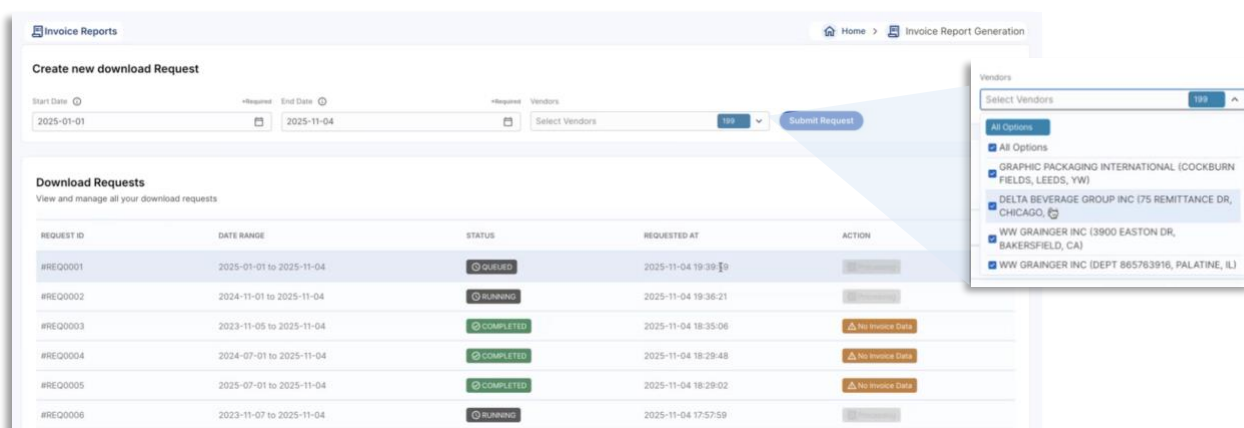 Invoice Reports
Home > Invoice Report Generation
Create new download Request
Start Date
*Required
End Date
*Required
Vendors
2025-01-01
2025-11-04
Select Vendors
199
Submit Request
Download Requests
View and manage all your download requests
REQUEST ID DATE RANGE STATUS REQUESTED AT ACTION
#REQ0001 2025-01-01 to 2025-11-04 QUEUED 2025-11-04 19:39:
#REQ0002 2024-11-01 to 2025-11-04 RUNNING 2025-11-04 19:36:21
#REQ0003 2023-11-05 to 2025-11-04 COMPLETED 2025-11-04 18:35:06 No Invoice Data
#REQ0004 2024-07-01 to 2025-11-04 COMPLETED 2025-11-04 18:29:48 No Invoice Data
#REQ0005 2025-07-01 to 2025-11-04 COMPLETED 2025-11-04 18:29:02 No Invoice Data
#REQ0006 2023-11-07 to 2025-11-04 RUNNING 2025-11-04 17:57:59
Vendors
Select Vendors 199
All Options
All Options
GRAPHIC PACKAGING INTERNATIONAL (COCKBURN
FIELDS, LEEDS, YW)
DELTA BEVERAGE GROUP INC (75 REMITTANCE DR,
CHICAGO,
WW GRAINGER INC (3900 EASTON DR,
BAKERSFIELD, CA)
WW GRAINGER INC (DEPT 865763916, PALATINE, IL)